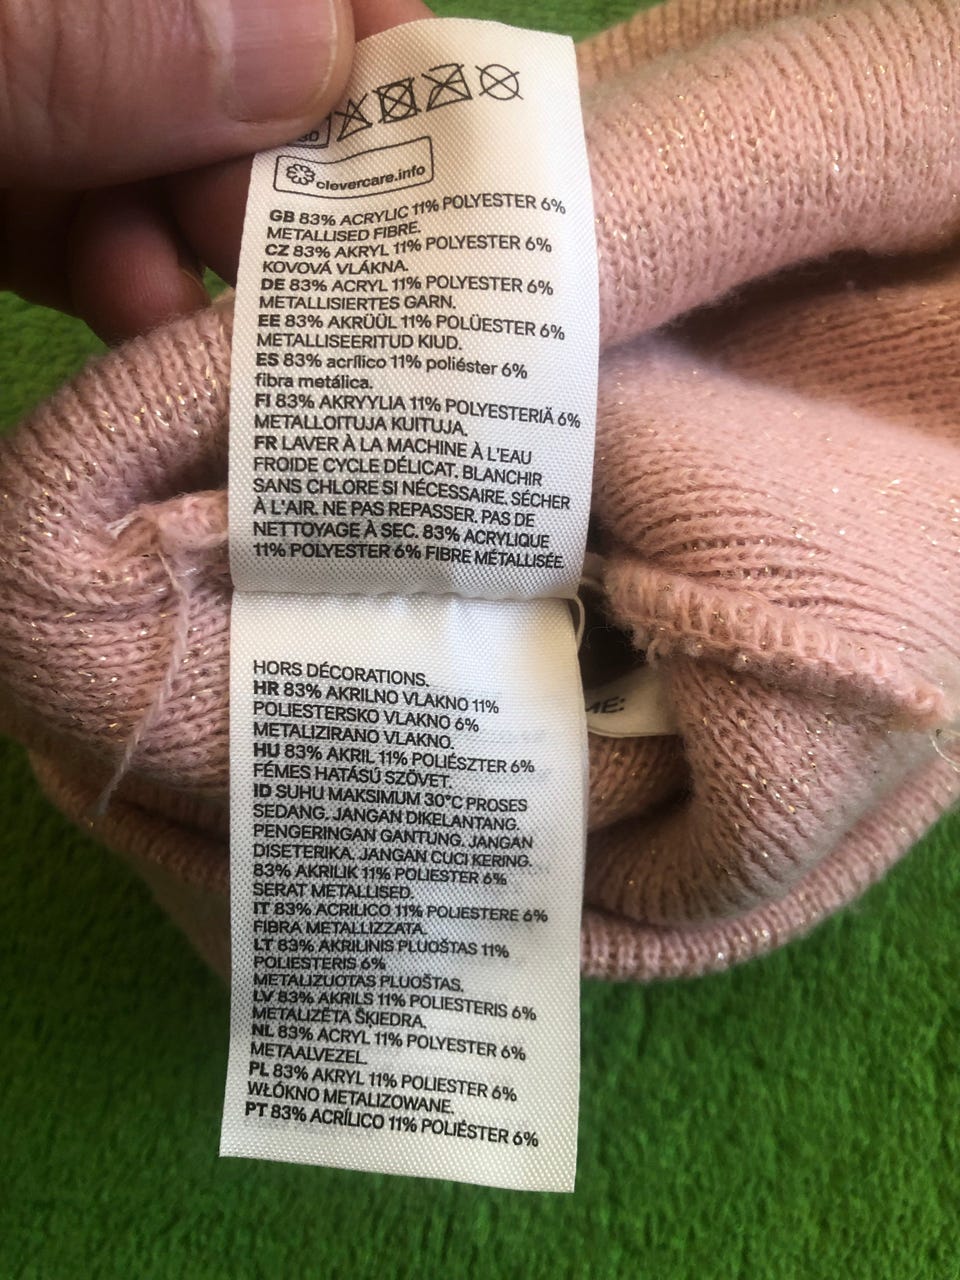 clevercare.info
GB 83% ACRYLIC 11% POLYESTER 6%
METALLISED FIBRE.
CZ 83% AKRYL 11% POLYESTER 6%
KOVOVÁ VLÁKNA.
DE 83% ACRYL 11% POLYESTER 6%
METALLISIERTES GARN.
EE 83% AKRÜÜL 11% POLÜESTER 6%
METALLISEERITUD KIUD.
ES 83% acrílico 11% poliéster 6%
fibra metálica.
FI 83% AKRYYLIA 11% POLYESTERIÄ 6%
METALLOITUJA KUITUJA.
FR LAVER À LA MACHINE À L'EAU
FROIDE CYCLE DÉLICAT. BLANCHIR
SANS CHLORE SI NÉCESSAIRE. SÉCHER
À L'AIR. NE PAS REPASSER. PAS DE
NETTOYAGE À SEC. 83% ACRYLIQUE
11% POLYESTER 6% FIBRE MÉTALLISÉE.
HORS DÉCORATIONS.
HR 83% AKRILNO VLAKNO 11%
POLIESTERSKO VLAKNO 6%
METALIZIRANO VLAKNO.
HU 83% AKRIL 11% POLIÉSZTER 6%
FÉMES HATÁSÚ SZÖVET.
ID SUHU MAKSIMUM 30°C PROSES
SEDANG. JANGAN DIKELANTANG.
PENGERINGAN GANTUNG. JANGAN
DISETERIKA. JANGAN CUCI KERING.
83% AKRILIK 11% POLIESTER 6%
SERAT METALLISED.
IT 83% ACRILICO 11% POLIESTERE 6%
FIBRA METALLIZZATA.
LT 83% AKRILINIS PLUOŠTAS 11%
POLIESTERIS 6%
METALIZUOTAS PLUOŠTAS.
LV 83% AKRILS 11% POLIESTERIS 6%
METALIZĒTA ŠĶIEDRA.
NL 83% ACRYL 11% POLYESTER 6%
METAALVEZEL.
PL 83% AKRYL 11% POLIESTER 6%
WŁÓKNO METALIZOWANE.
PT 83% ACRÍLICO 11% POLIÉSTER 6%